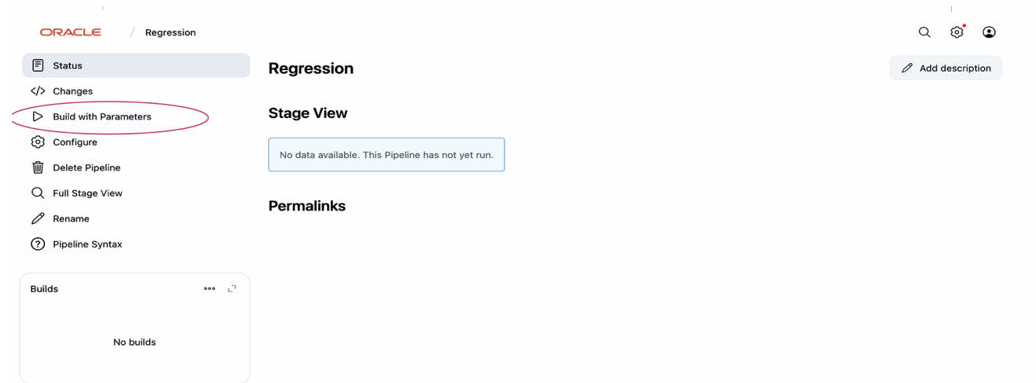 ORACLE / Regression
Status
Changes
Build with Parameters
Configure
Delete Pipeline
Full Stage View
Rename
Pipeline Syntax
Builds
No builds
Regression
Add description
Stage View
No data available. This Pipeline has not yet run.
Permalinks